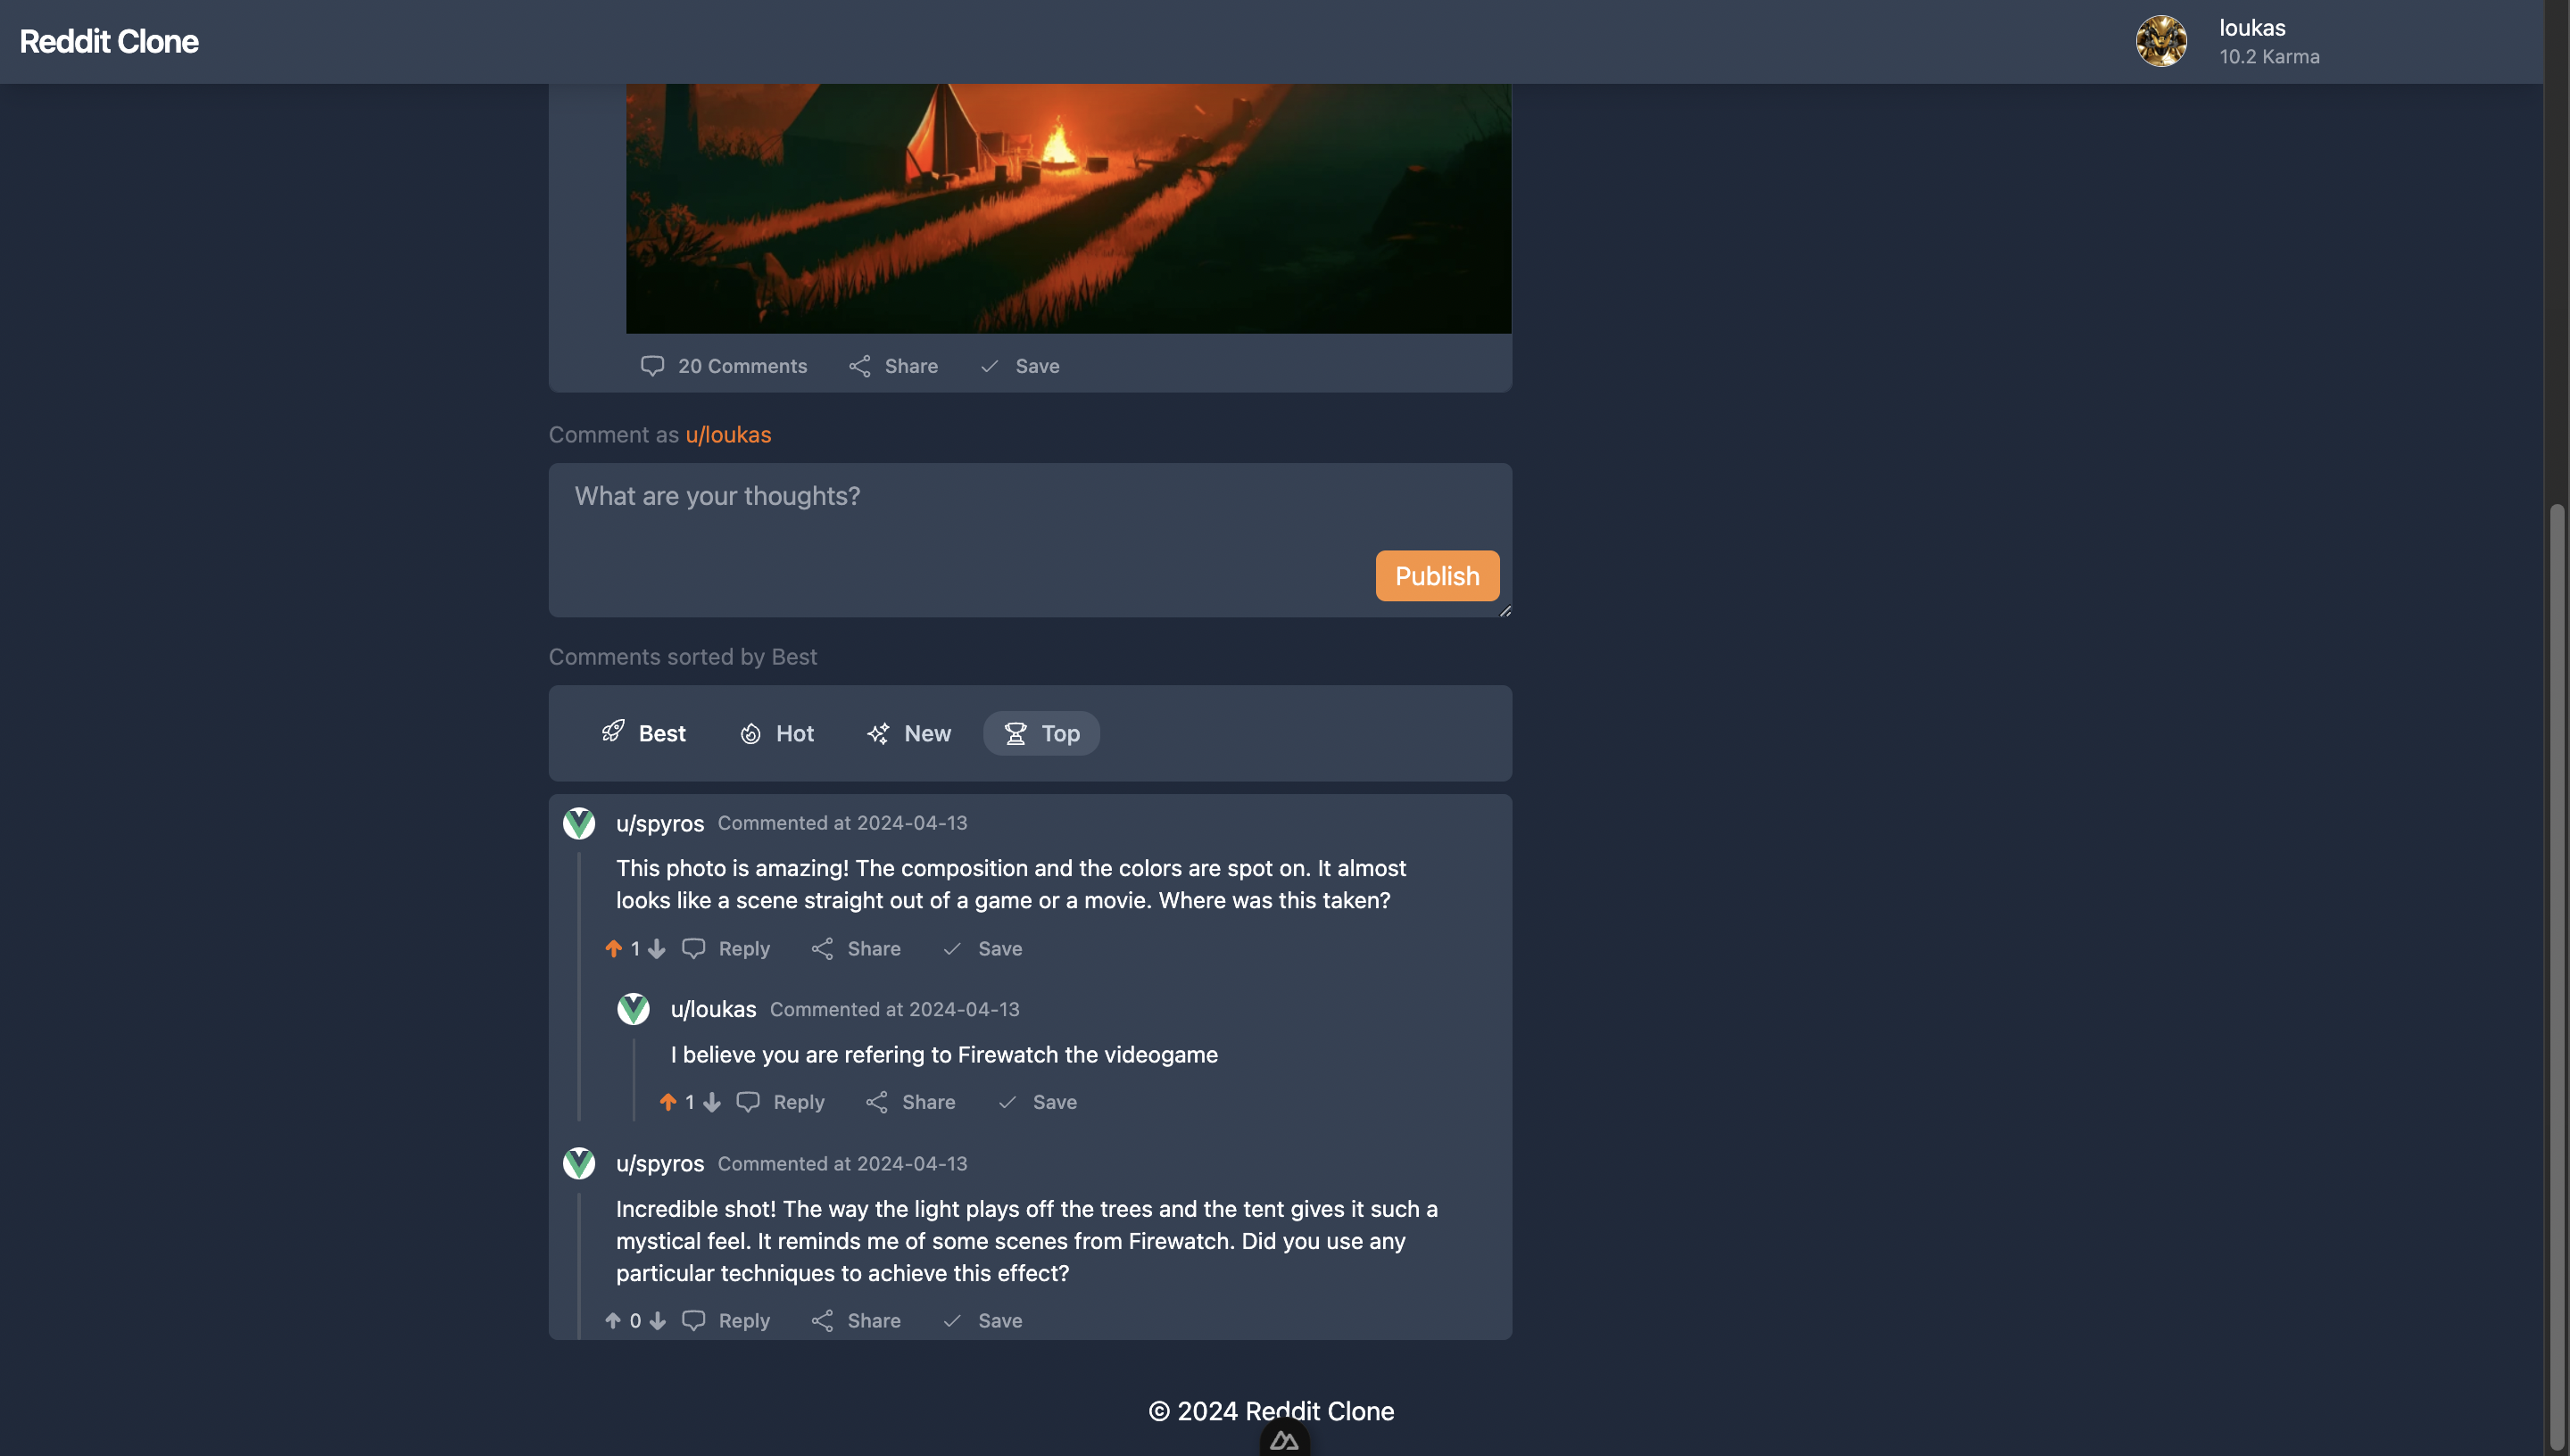 Reddit Clone
loukas
10.2 Karma
20 Comments Share Save
Comment as u/loukas
What are your thoughts?
Publish
Comments sorted by Best
Best Hot New Top
u/spyros Commented at 2024-04-13
This photo is amazing! The composition and the colors are spot on. It almost
looks like a scene straight out of a game or a movie. Where was this taken?
1 Reply Share Save
u/loukas Commented at 2024-04-13
I believe you are refering to Firewatch the videogame
1 Reply Share Save
u/spyros Commented at 2024-04-13
Incredible shot! The way the light plays off the trees and the tent gives it such a
mystical feel. It reminds me of some scenes from Firewatch. Did you use any
particular techniques to achieve this effect?
0 Reply Share Save
© 2024 Reddit Clone